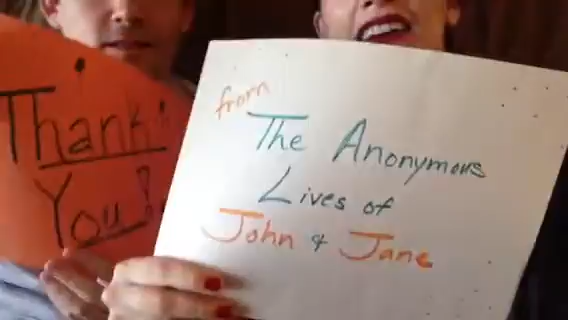 Thank
You!
from
The Anonymous
Lives of
John & Jane